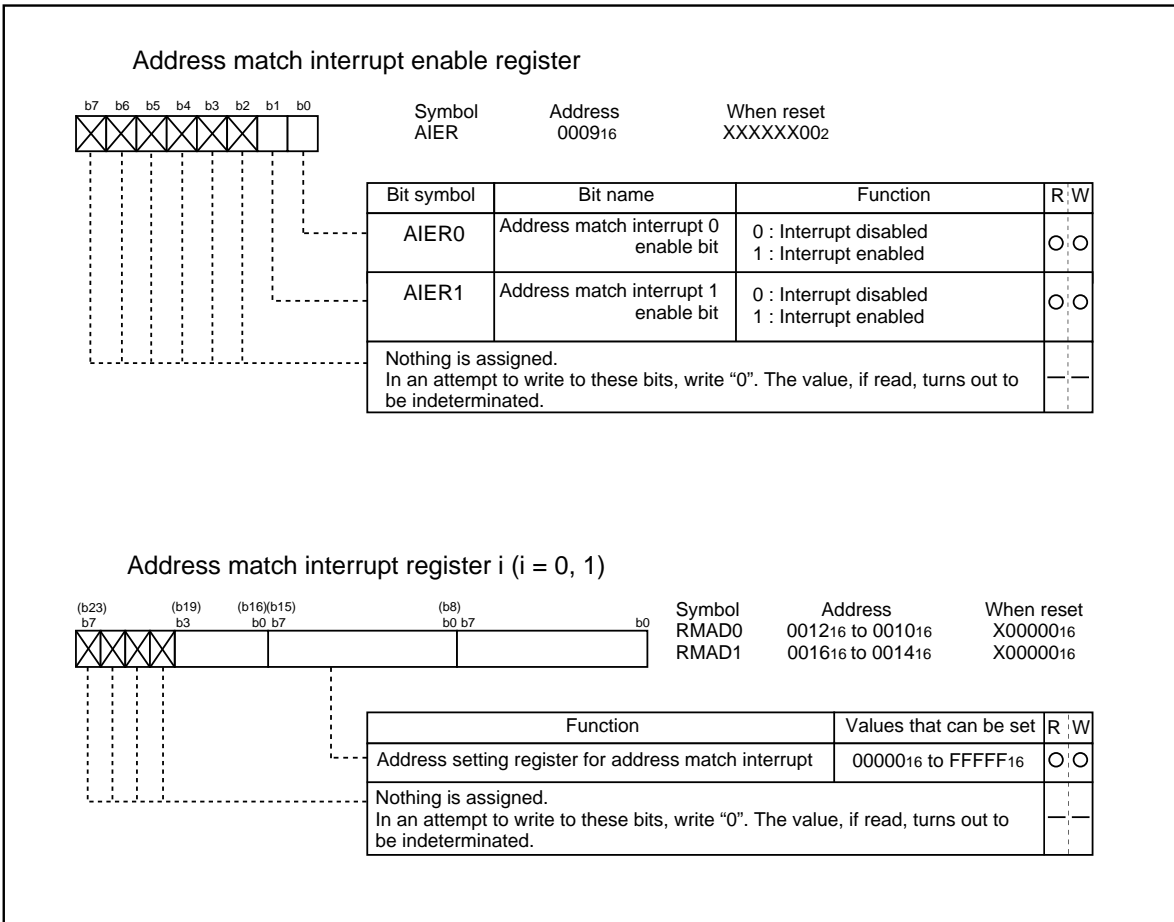 Address match interrupt enable register
b7 b6 b5 b4 b3 b2 b1 b0
Symbol Address When reset
AIER 000916 XXXXXX002
Bit symbol Bit name Function R W
AIER0 Address match interrupt 0 enable bit 0 : Interrupt disabled
1 : Interrupt enabled
AIER1 Address match interrupt 1 enable bit 0 : Interrupt disabled
1 : Interrupt enabled
Nothing is assigned.
In an attempt to write to these bits, write “0”. The value, if read, turns out to
be indeterminated.
Address match interrupt register i (i = 0, 1)
(b23) (b19) (b16)(b15) (b8)
b7 b3 b0 b7 b0 b7 b0
Symbol Address When reset
RMAD0 001216 to 001016 X0000016
RMAD1 001616 to 001416 X0000016
Function Values that can be set R W
Address setting register for address match interrupt 0000016 to FFFFF16
Nothing is assigned.
In an attempt to write to these bits, write “0”. The value, if read, turns out to
be indeterminated.